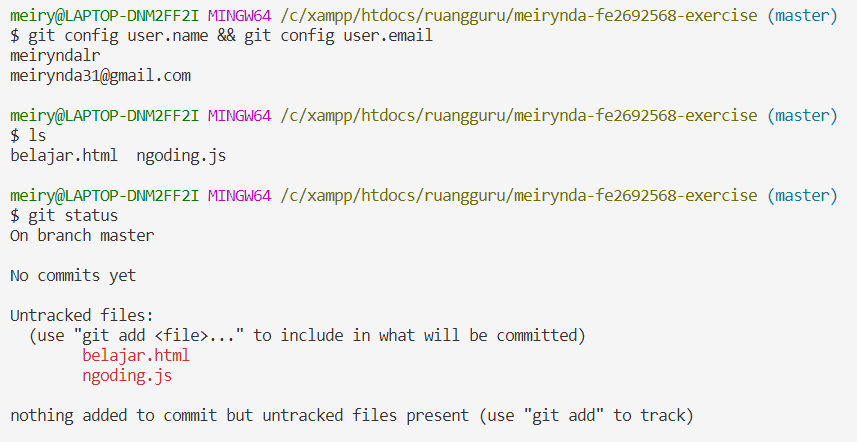 meiry@LAPTOP-DNM2FF2I MINGW64 /c/xampp/htdocs/ruangguru/meirynda-fe2692568-exercise (master)
$ git config user.name && git config user.email
meiryndalr
meirynda31@gmail.com

meiry@LAPTOP-DNM2FF2I MINGW64 /c/xampp/htdocs/ruangguru/meirynda-fe2692568-exercise (master)
$ ls
belajar.html  ngoding.js

meiry@LAPTOP-DNM2FF2I MINGW64 /c/xampp/htdocs/ruangguru/meirynda-fe2692568-exercise (master)
$ git status
On branch master

No commits yet

Untracked files:
  (use "git add <file>..." to include in what will be committed)
        belajar.html
        ngoding.js

nothing added to commit but untracked files present (use "git add" to track)